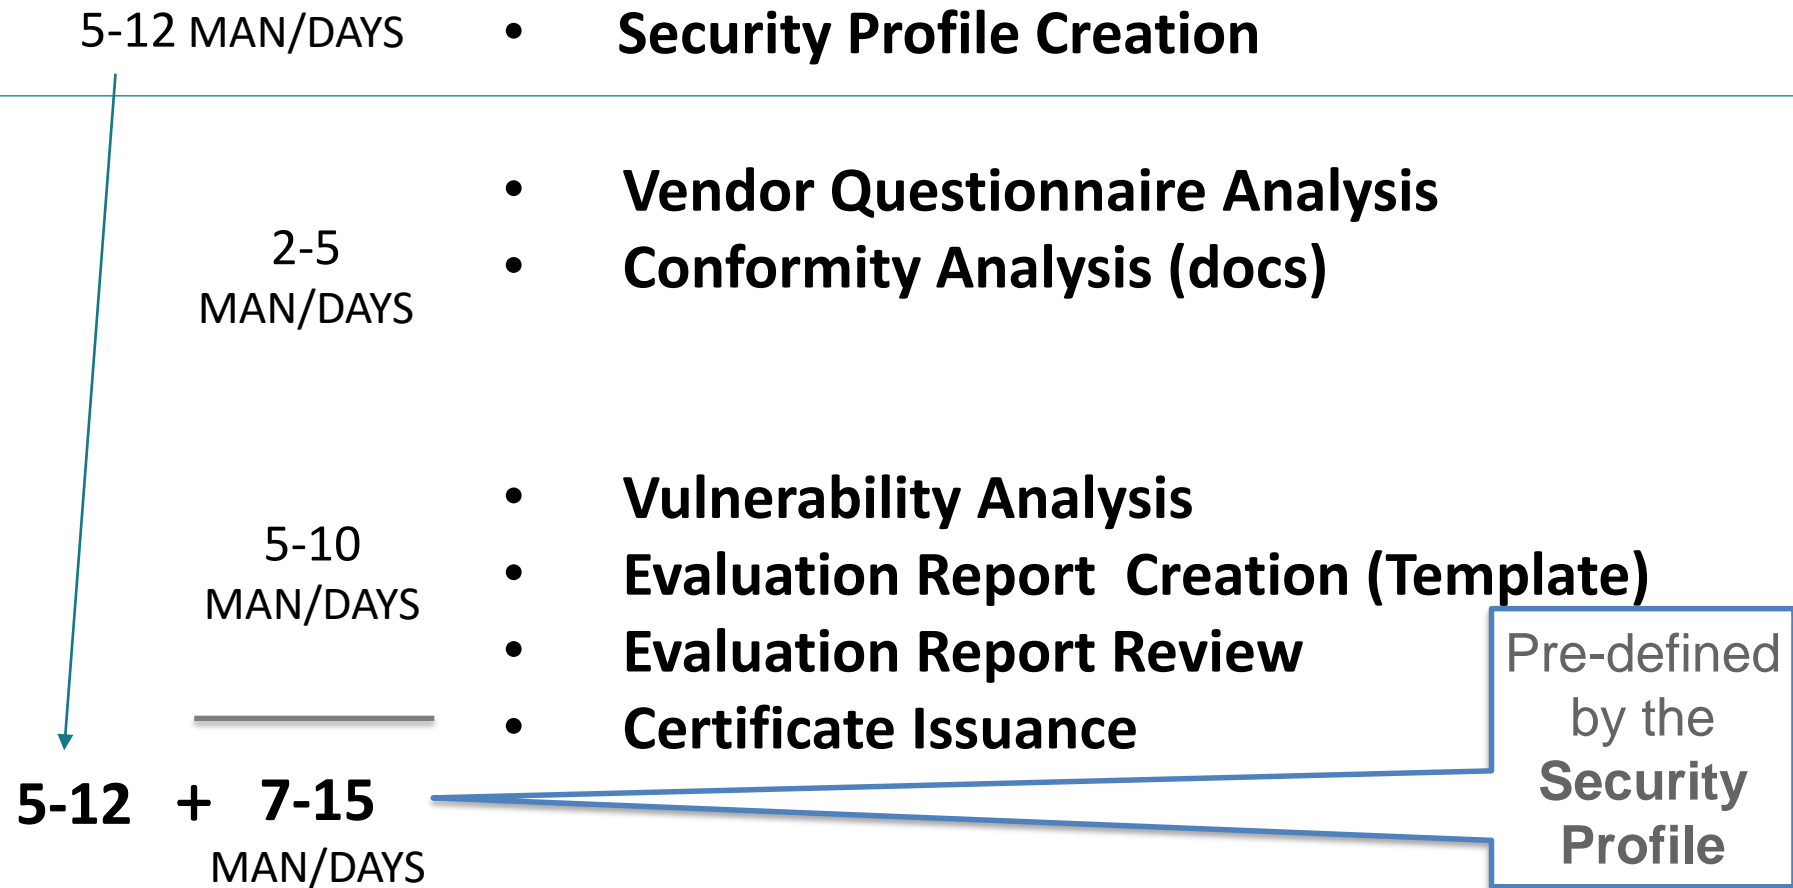 5-12 MAN/DAYS • Security Profile Creation
• Vendor Questionnaire Analysis
2-5
MAN/DAYS
• Conformity Analysis (docs)
• Vulnerability Analysis
5-10
MAN/DAYS
• Evaluation Report Creation (Template)
• Evaluation Report Review
• Certificate Issuance
5-12 + 7-15
MAN/DAYS
Pre-defined
by the
Security
Profile